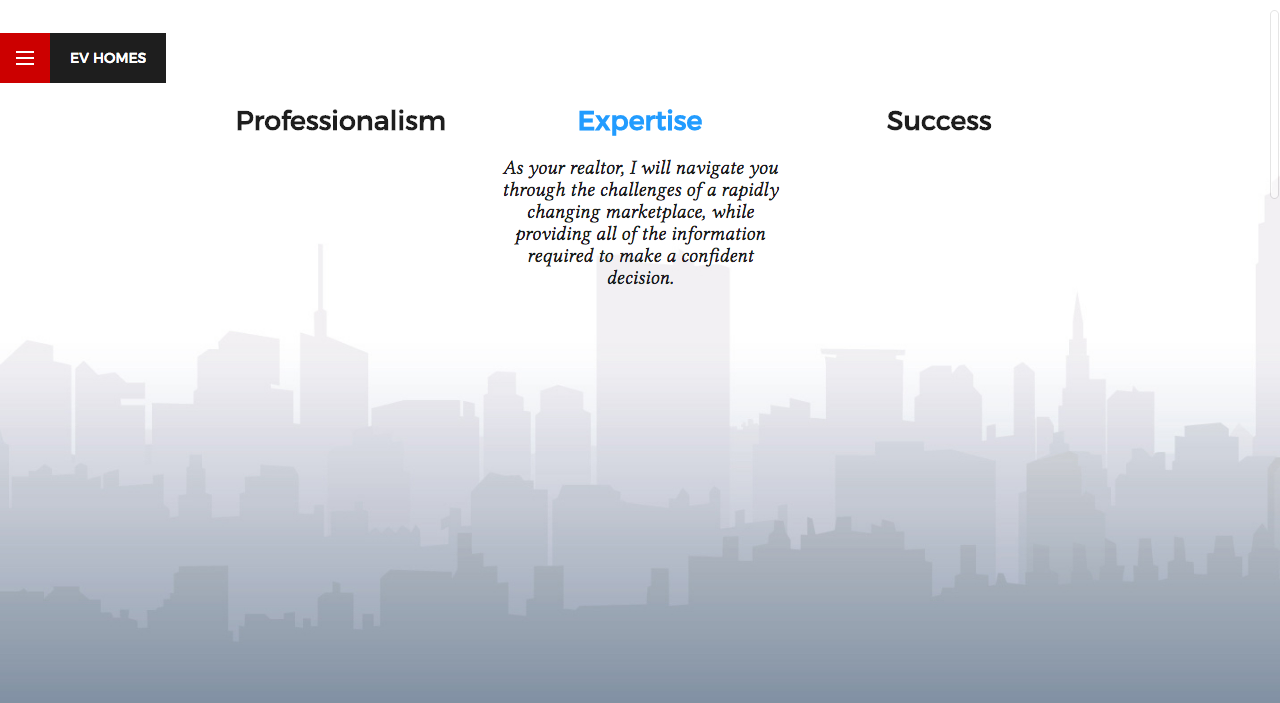 EV HOMES
Professionalism
Expertise
Success
As your realtor, I will navigate you
through the challenges of a rapidly
changing marketplace, while
providing all of the information
required to make a confident
decision.